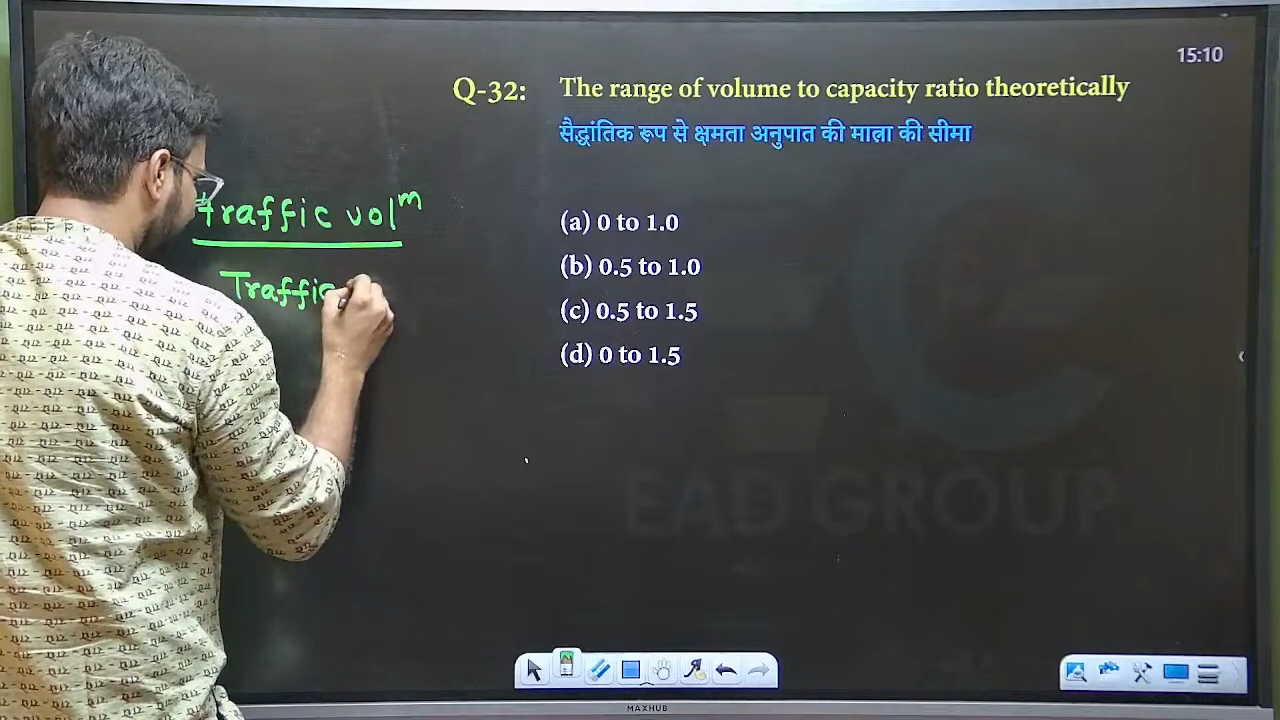 15:10
Q-32: The range of volume to capacity ratio theoretically
सैद्धांतिक रूप से क्षमता अनुपात की मात्रा की सीमा
traffic volᵐ
Traffic
(a) 0 to 1.0
(b) 0.5 to 1.0
(c) 0.5 to 1.5
(d) 0 to 1.5
EAD GROUP
MAXHUB